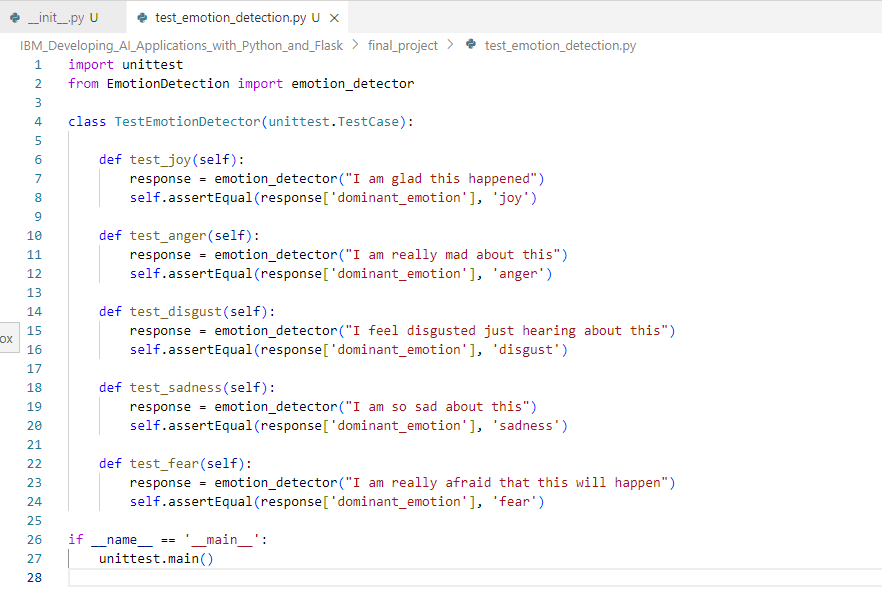 __init__.py U
test_emotion_detection.py U ×
IBM_Developing_AI_Applications_with_Python_and_Flask > final_project > test_emotion_detection.py
1 import unittest
2 from EmotionDetection import emotion_detector
3
4 class TestEmotionDetector(unittest.TestCase):
5
6     def test_joy(self):
7         response = emotion_detector("I am glad this happened")
8         self.assertEqual(response['dominant_emotion'], 'joy')
9
10     def test_anger(self):
11         response = emotion_detector("I am really mad about this")
12         self.assertEqual(response['dominant_emotion'], 'anger')
13
14     def test_disgust(self):
ox
15         response = emotion_detector("I feel disgusted just hearing about this")
16         self.assertEqual(response['dominant_emotion'], 'disgust')
17
18     def test_sadness(self):
19         response = emotion_detector("I am so sad about this")
20         self.assertEqual(response['dominant_emotion'], 'sadness')
21
22     def test_fear(self):
23         response = emotion_detector("I am really afraid that this will happen")
24         self.assertEqual(response['dominant_emotion'], 'fear')
25
26 if __name__ == '__main__':
27     unittest.main()
28